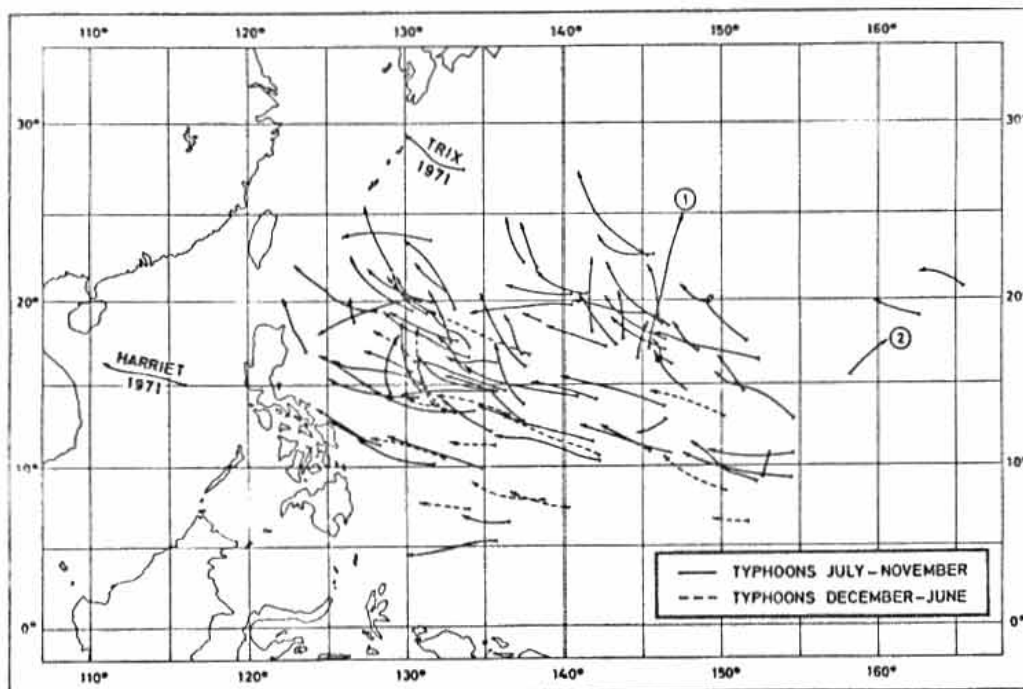 110° 120° 130° 140° 150° 160°
30° 30°
TRIX
1971
①
20° 20°
②
HARRIET
1971
10° 10°
TYPHOONS JULY–NOVEMBER
TYPHOONS DECEMBER–JUNE
0° 0°
110° 120° 130° 140° 150° 160°